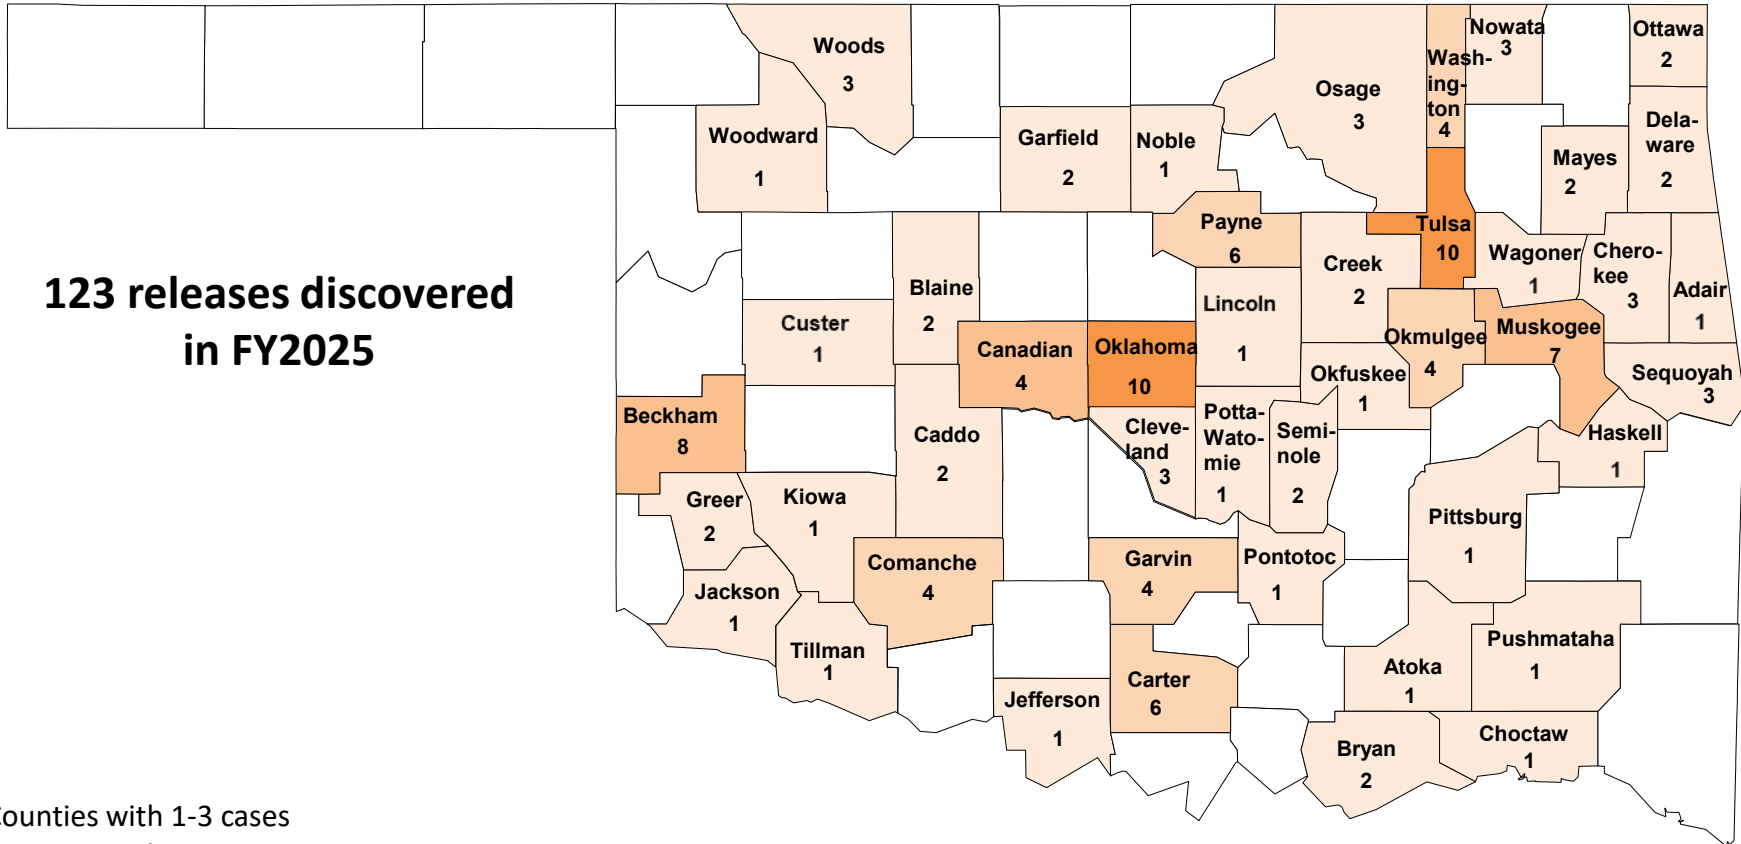 Woods
3
Nowata
3
Ottawa
2
Wash-
ing-
ton
4
Osage
3
Woodward
1
Garfield
2
Noble
1
Dela-
ware
2
Mayes
2
Payne
6
Tulsa
10
Wagoner
1
Chero-
kee
3
Adair
1
Creek
2
123 releases discovered
in FY2025
Blaine
2
Lincoln
1
Custer
1
Canadian
4
Oklahoma
10
Okmulgee
4
Muskogee
7
Sequoyah
3
Okfuskee
1
Beckham
8
Caddo
2
Cleve-
land
3
Potta-
Wato-
mie
1
Semi-
nole
2
Haskell
1
Greer
2
Kiowa
1
Pittsburg
1
Comanche
4
Garvin
4
Pontotoc
1
Jackson
1
Tillman
1
Pushmataha
1
Atoka
1
Carter
6
Jefferson
1
Bryan
2
Choctaw
1
ounties with 1-3 cases